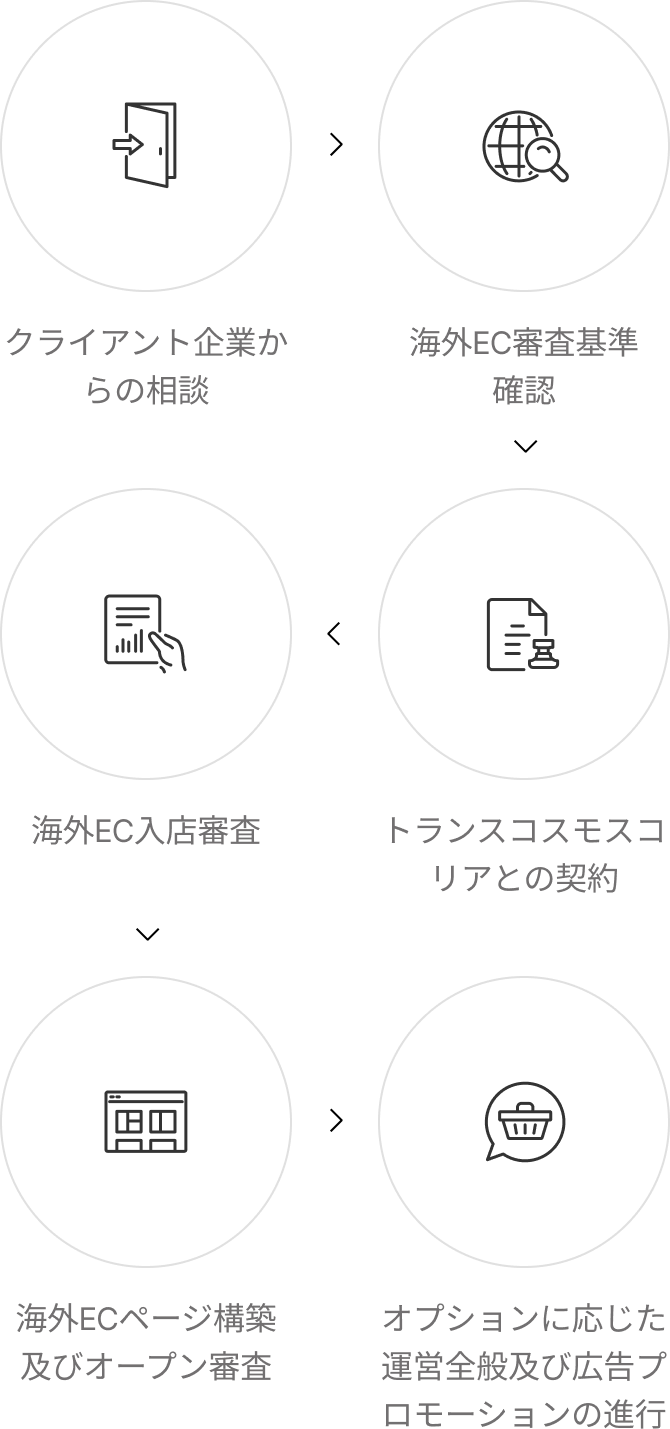 クライアント企業か
らの相談
海外EC審査基準
確認
トランスコスモスコ
リアとの契約
海外EC入店審査
海外ECページ構築
及びオープン審査
オプションに応じた
運営全般及び広告プ
ロモーションの進行